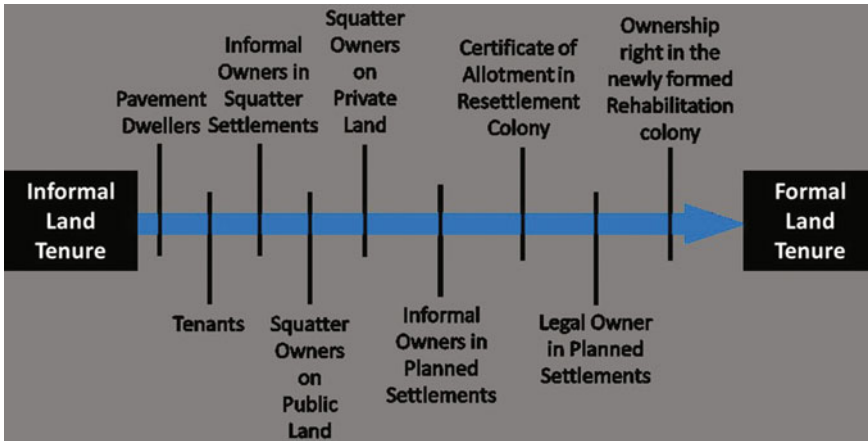 Informal
Land
Tenure
Pavement
Dwellers
Tenants
Informal
Owners in
Squatter
Settlements
Squatter
Owners
on
Public
Land
Squatter
Owners
on
Private
Land
Informal
Owners in
Planned
Settlements
Certificate of
Allotment in
Resettlement
Colony
Legal Owner
in Planned
Settlements
Ownership
right in the
newly formed
Rehabilitation
colony
Formal
Land
Tenure